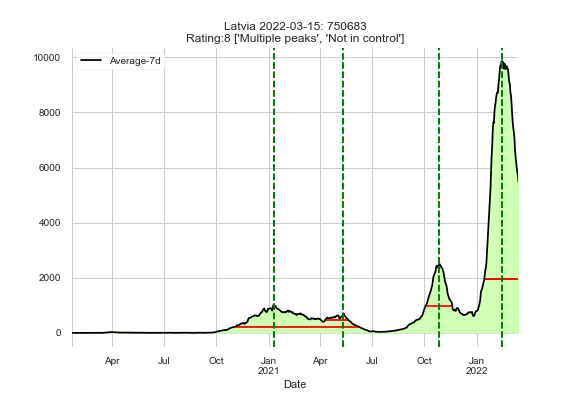 Latvia 2022-03-15: 750683
Rating:8 ['Multiple peaks', 'Not in control']
Average-7d
10000
8000
6000
4000
2000
0
Apr Jul Oct Jan Apr Jul Oct Jan
2021 2022
Date